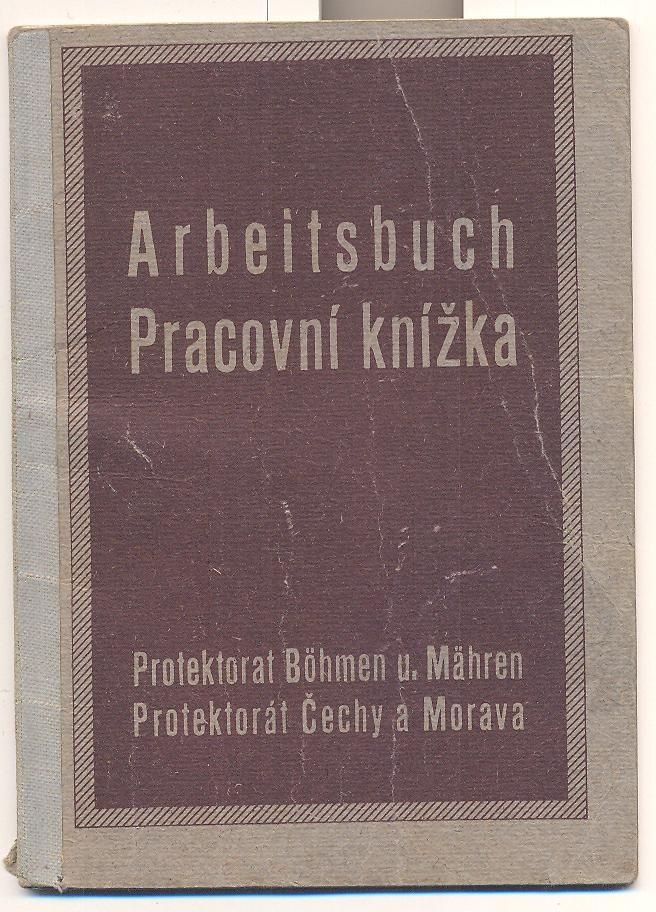 Arbeitsbuch
Pracovní knížka
Protektorat Böhmen u. Mähren
Protektorát Čechy a Morava